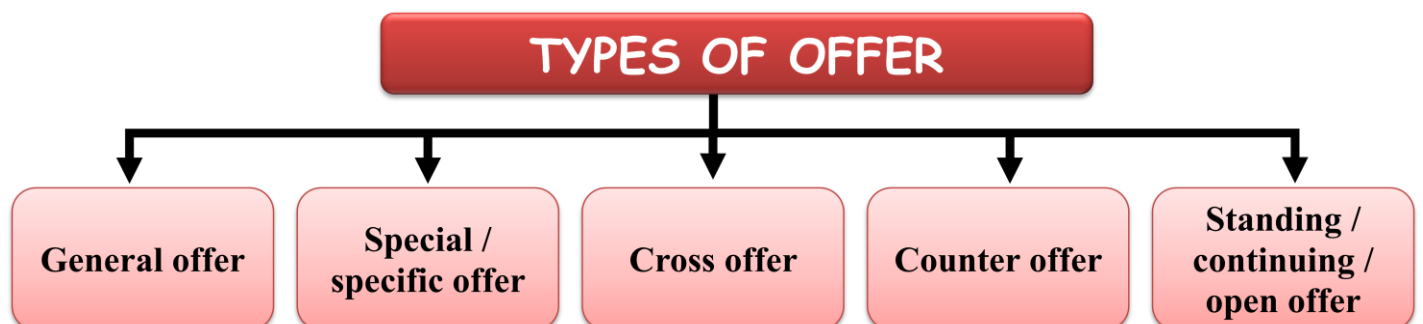 TYPES OF OFFER
General offer
Special /
specific offer
Cross offer
Counter offer
Standing /
continuing /
open offer